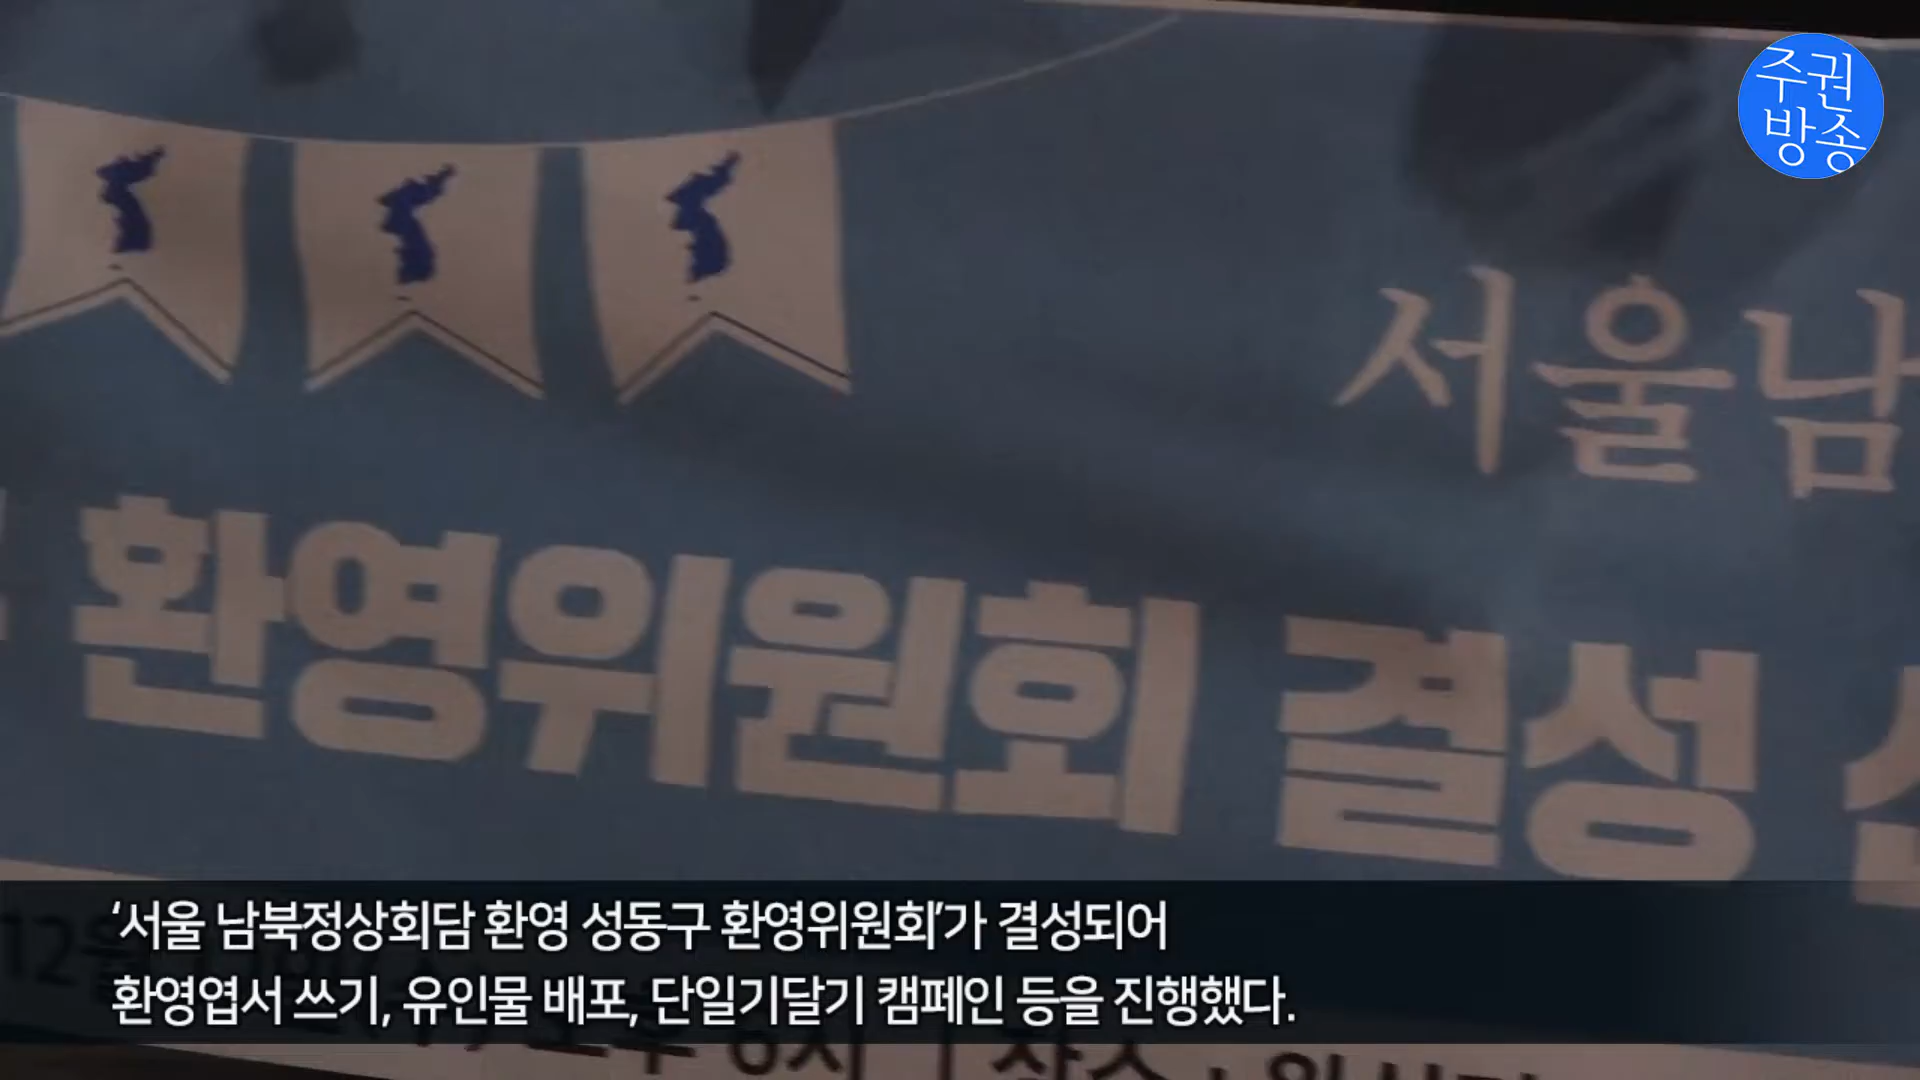 주권
방송
서울남
환영위원회 결성
‘서울 남북정상회담 환영 성동구 환영위원회’가 결성되어
환영엽서 쓰기, 유인물 배포, 단일기달기 캠페인 등을 진행했다.